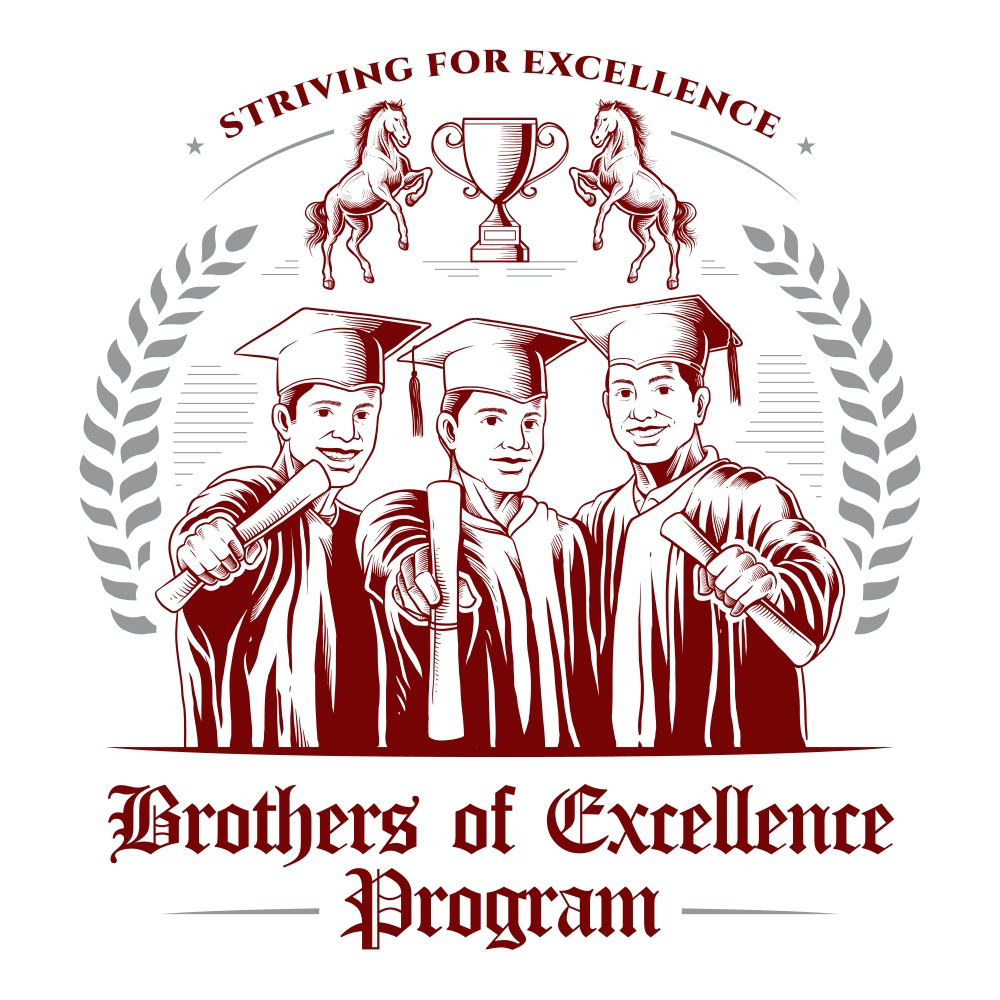 STRIVING FOR EXCELLENCE
Brothers of Excellence
Program